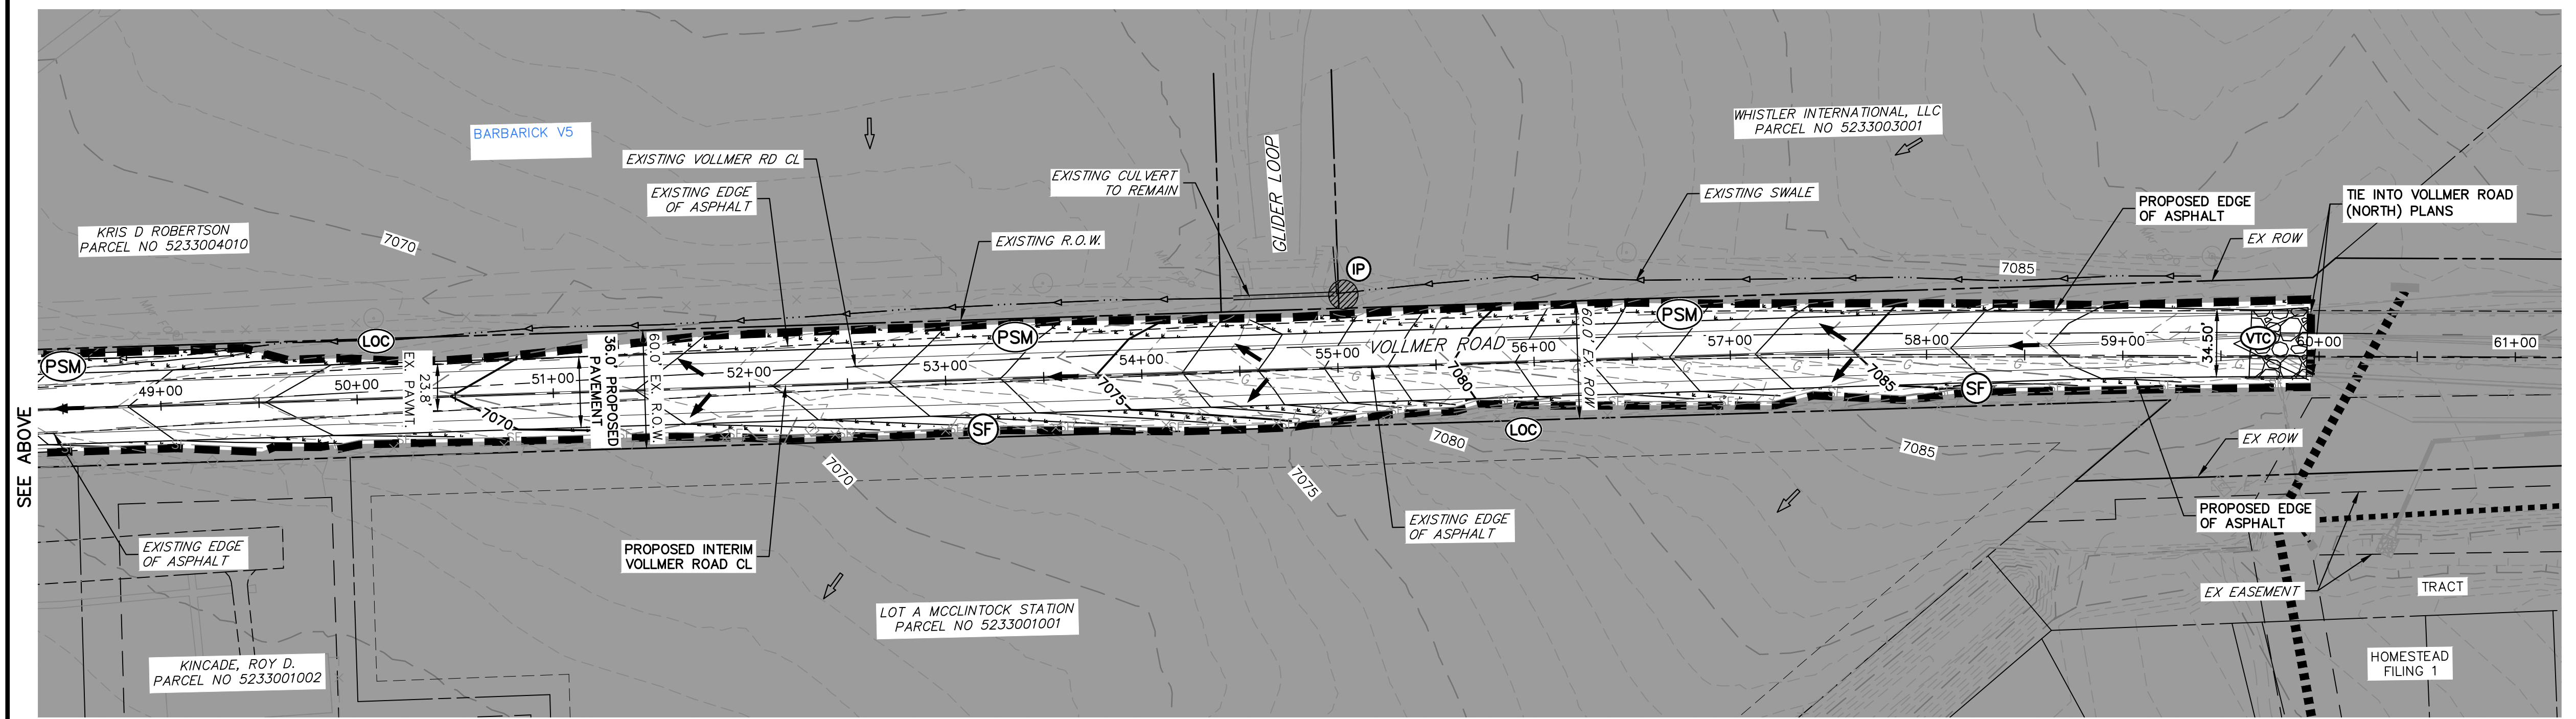 BARBARICK V5
KRIS D ROBERTSON
PARCEL NO 5233004010
7070
EXISTING VOLLMER RD CL
EXISTING EDGE
OF ASPHALT
EXISTING R.O.W.
EXISTING CULVERT
TO REMAIN
GLIDER LOOP
IP
WHISTLER INTERNATIONAL, LLC
PARCEL NO 5233003001
EXISTING SWALE
7085
PROPOSED EDGE
OF ASPHALT
TIE INTO VOLLMER ROAD
(NORTH) PLANS
EX ROW
SEE ABOVE
PSM
LOC
PSM
PSM
VTC
49+00
50+00
51+00
52+00
53+00
54+00
55+00
56+00
57+00
58+00
59+00
60+00
61+00
VOLLMER ROAD
23.8'
EX. PAVMT.
36.0' PROPOSED
PAVEMENT
60.0' EX. R.O.W.
60.0' EX. ROW
34.50'
7070
7075
7080
7085
SF
SF
LOC
7070
7075
7080
7085
EXISTING EDGE
OF ASPHALT
PROPOSED INTERIM
VOLLMER ROAD CL
EXISTING EDGE
OF ASPHALT
EX ROW
PROPOSED EDGE
OF ASPHALT
EX EASEMENT
TRACT
LOT A MCCLINTOCK STATION
PARCEL NO 5233001001
KINCADE, ROY D.
PARCEL NO 5233001002
HOMESTEAD
FILING 1